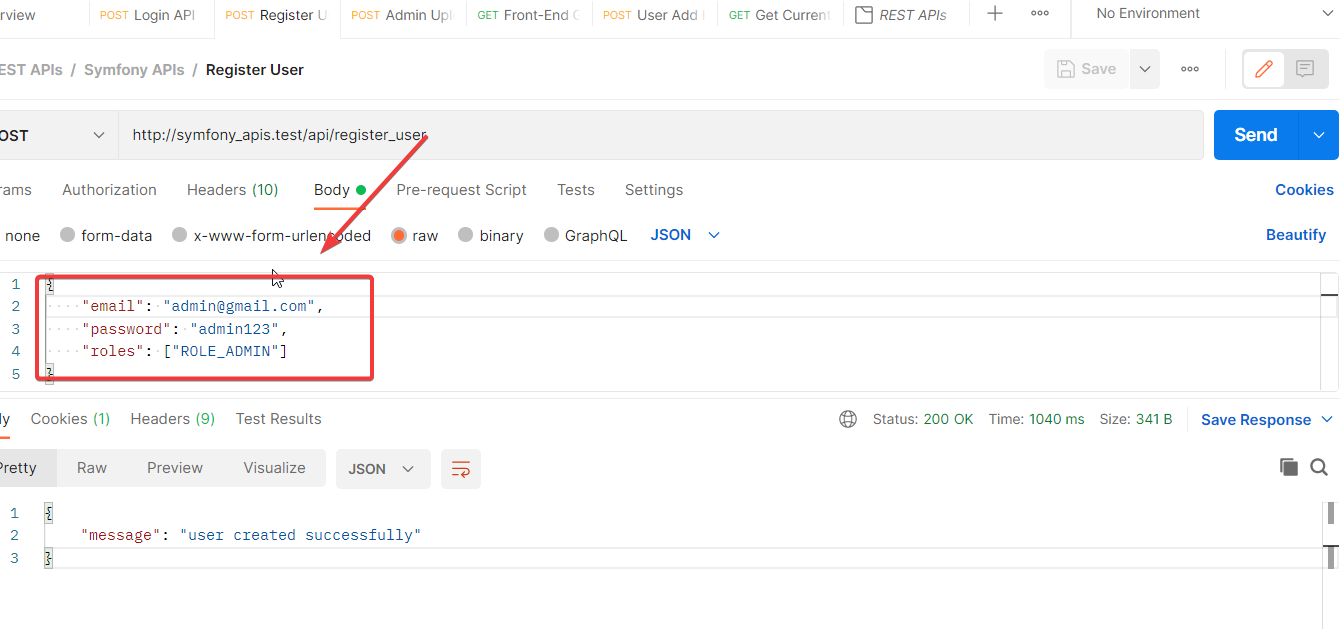 rview POST Login API POST Register U POST Admin Upl GET Front-End C POST User Add I GET Get Current REST APIs No Environment
EST APIs / Symfony APIs / Register User Save
OST http://symfony_apis.test/api/register_user Send
rams Authorization Headers (10) Body Pre-request Script Tests Settings Cookies
none form-data x-www-form-urlencoded raw binary GraphQL JSON Beautify
1 {
2 "email": "admin@gmail.com",
3 "password": "admin123",
4 "roles": ["ROLE_ADMIN"]
5 }
ly Cookies (1) Headers (9) Test Results Status: 200 OK Time: 1040 ms Size: 341 B Save Response
Pretty Raw Preview Visualize JSON
1 {
2 "message": "user created successfully"
3 }